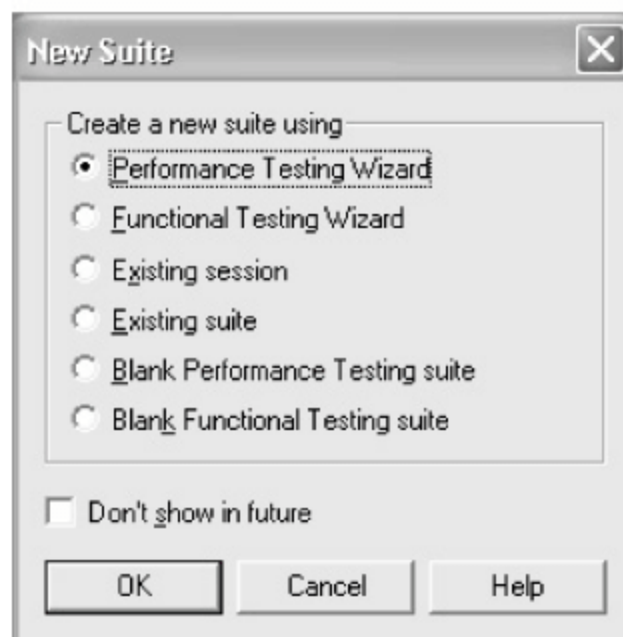 New Suite
Create a new suite using
Performance Testing Wizard
Functional Testing Wizard
Existing session
Existing suite
Blank Performance Testing suite
Blank Functional Testing suite
Don't show in future
OK Cancel Help